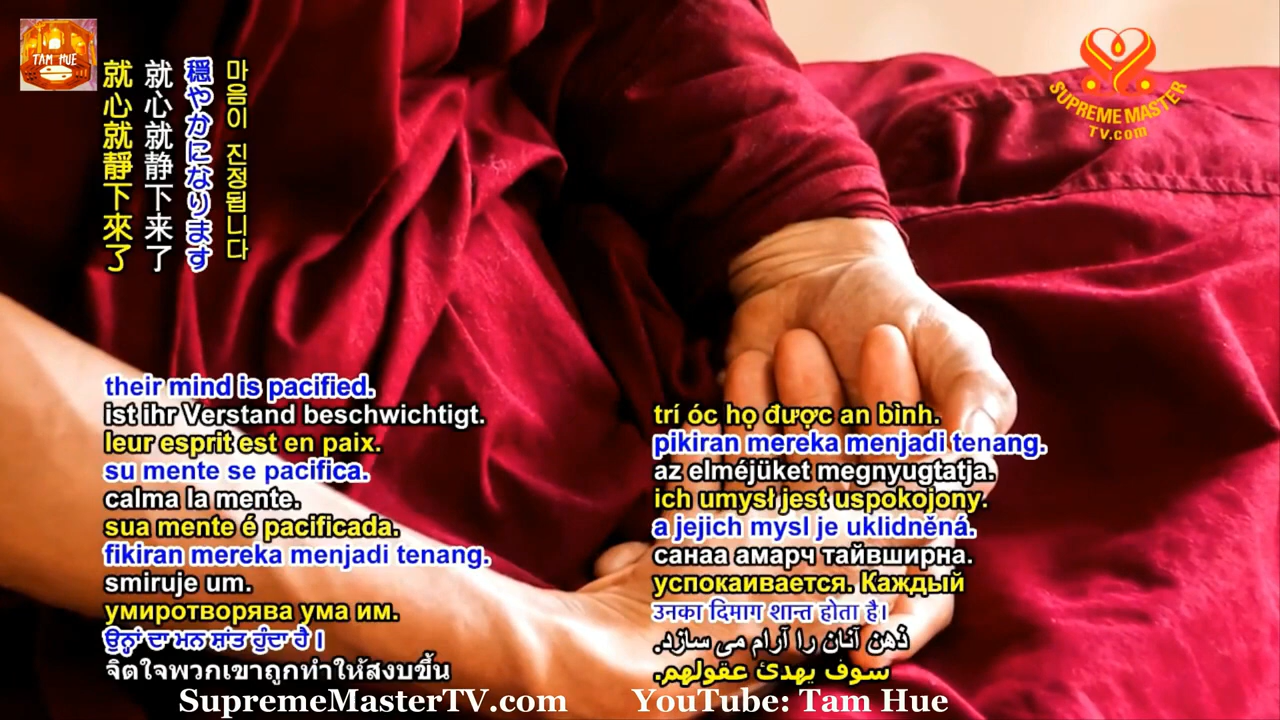 TAM HUE
SUPREME MASTER
TV.com
마음이 진정됩니다
穏やかになります
就心就静下来了
就心就靜下來了
their mind is pacified.
ist ihr Verstand beschwichtigt.
leur esprit est en paix.
su mente se pacifica.
calma la mente.
sua mente é pacificada.
fikiran mereka menjadi tenang.
smiruje um.
умиротворява ума им.
ਉਨ੍ਹਾਂ ਦਾ ਮਨ ਸ਼ਾਂਤ ਹੁੰਦਾ ਹੈ।
จิตใจพวกเขาถูกทำให้สงบขึ้น
trí óc họ được an bình.
pikiran mereka menjadi tenang.
az elméjüket megnyugtatja.
ich umysł jest uspokojony.
a jejich mysl je uklidněná.
санаа амарч тайвширна.
успокаивается. Каждый
उनका दिमाग शान्त होता है।
ذهن آنان را آرام می سازد.
سوف يهدئ عقولهم.
SupremeMasterTV.com
YouTube: Tam Hue